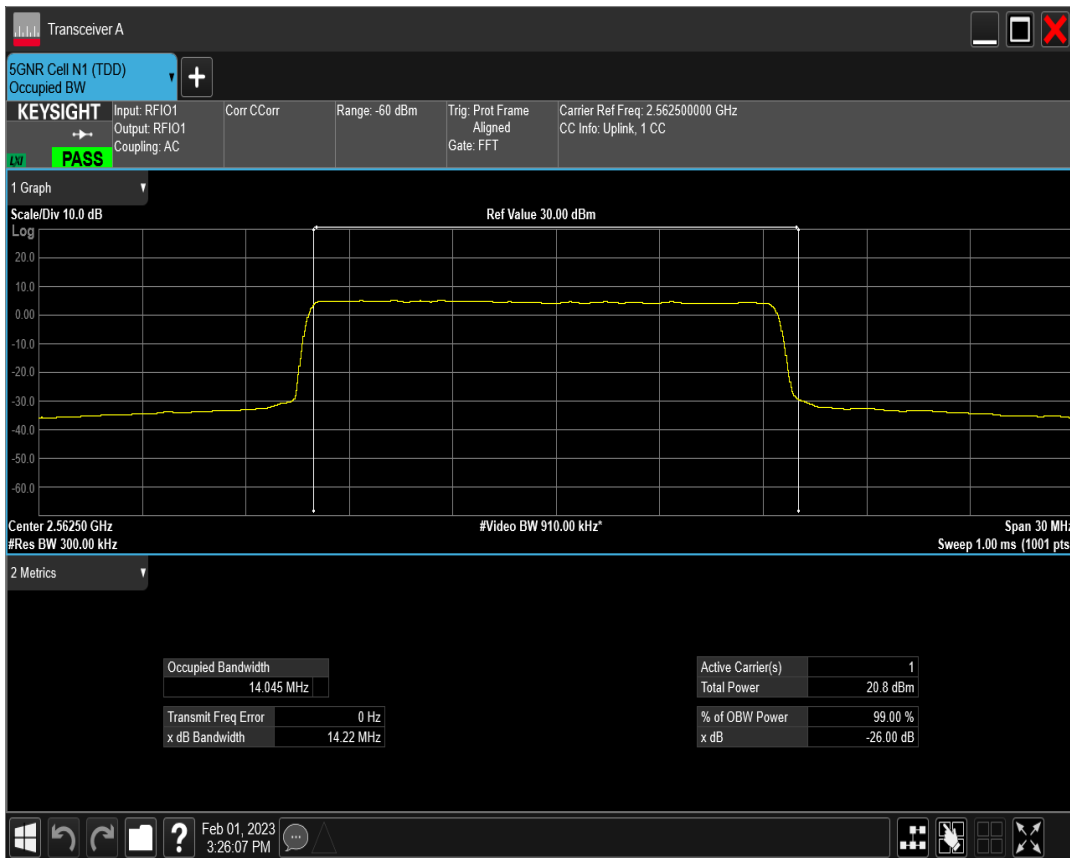 Transceiver A
5GNR Cell N1 (TDD)
Occupied BW
+
KEYSIGHT
LXI
PASS
Input: RFIO1
Output: RFIO1
Coupling: AC
Corr CCorr
Range: -60 dBm
Trig: Prot Frame
Aligned
Gate: FFT
Carrier Ref Freq: 2.562500000 GHz
CC Info: Uplink, 1 CC
1 Graph
Scale/Div 10.0 dB
Ref Value 30.00 dBm
Log
20.0
10.0
0.00
-10.0
-20.0
-30.0
-40.0
-50.0
-60.0
Center 2.56250 GHz
#Video BW 910.00 kHz*
Span 30 MHz
#Res BW 300.00 kHz
Sweep 1.00 ms (1001 pts
2 Metrics
Occupied Bandwidth
14.045 MHz
Transmit Freq Error 0 Hz
x dB Bandwidth 14.22 MHz
Active Carrier(s) 1
Total Power 20.8 dBm
% of OBW Power 99.00 %
x dB -26.00 dB
?
Feb 01, 2023
3:26:07 PM